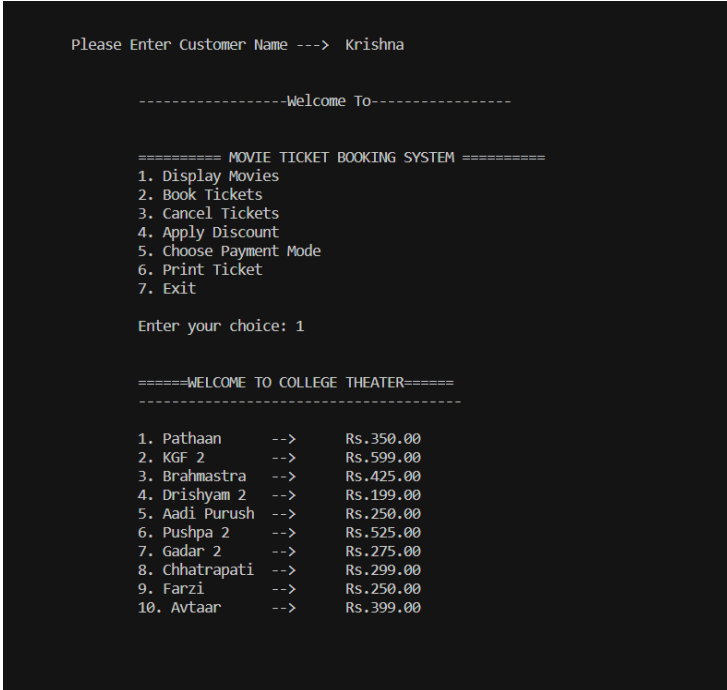 Please Enter Customer Name ---> Krishna
------------------Welcome To-----------------
========== MOVIE TICKET BOOKING SYSTEM ==========
1. Display Movies
2. Book Tickets
3. Cancel Tickets
4. Apply Discount
5. Choose Payment Mode
6. Print Ticket
7. Exit
Enter your choice: 1
======WELCOME TO COLLEGE THEATER======
---------------------------------------
1. Pathaan --> Rs.350.00
2. KGF 2 --> Rs.599.00
3. Brahmastra --> Rs.425.00
4. Drishyam 2 --> Rs.199.00
5. Aadi Purush --> Rs.250.00
6. Pushpa 2 --> Rs.525.00
7. Gadar 2 --> Rs.275.00
8. Chhatrapati --> Rs.299.00
9. Farzi --> Rs.250.00
10. Avtaar --> Rs.399.00